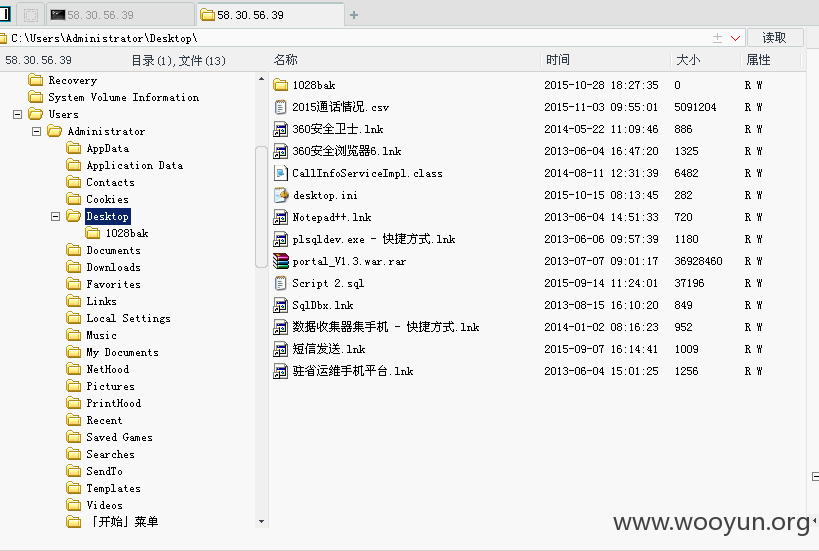 58.30.56.39 58.30.56.39 +
C:\Users\Administrator\Desktop\ 读取
58.30.56.39 目录(1),文件(13) 名称 时间 大小 属性
Recovery
System Volume Information
Users
Administrator
AppData
Application Data
Contacts
Cookies
Desktop
1028bak
Documents
Downloads
Favorites
Links
Local Settings
Music
My Documents
NetHood
Pictures
PrintHood
Recent
Saved Games
Searches
SendTo
Templates
Videos
「开始」菜单
1028bak 2015-10-28 18:27:35 0 R W
2015通话情况.csv 2015-11-03 09:55:01 5091204 R W
360安全卫士.lnk 2014-05-22 11:09:46 886 R W
360安全浏览器6.lnk 2013-06-04 16:47:20 1325 R W
CallInfoServiceImpl.class 2014-08-11 12:31:39 6482 R W
desktop.ini 2015-10-15 08:13:45 282 R W
Notepad++.lnk 2013-06-04 14:51:33 720 R W
plsqldev.exe - 快捷方式.lnk 2013-06-06 09:57:39 1180 R W
portal_V1.3.war.rar 2013-07-07 09:01:17 36928460 R W
Script 2.sql 2015-09-14 11:24:01 37196 R W
SqlDbx.lnk 2013-08-15 16:10:20 849 R W
数据收集器集手机 - 快捷方式.lnk 2014-01-02 08:16:23 952 R W
短信发送.lnk 2015-09-07 16:14:41 1009 R W
驻省运维手机平台.lnk 2013-06-04 15:01:25 1256 R W
www.wooyun.org